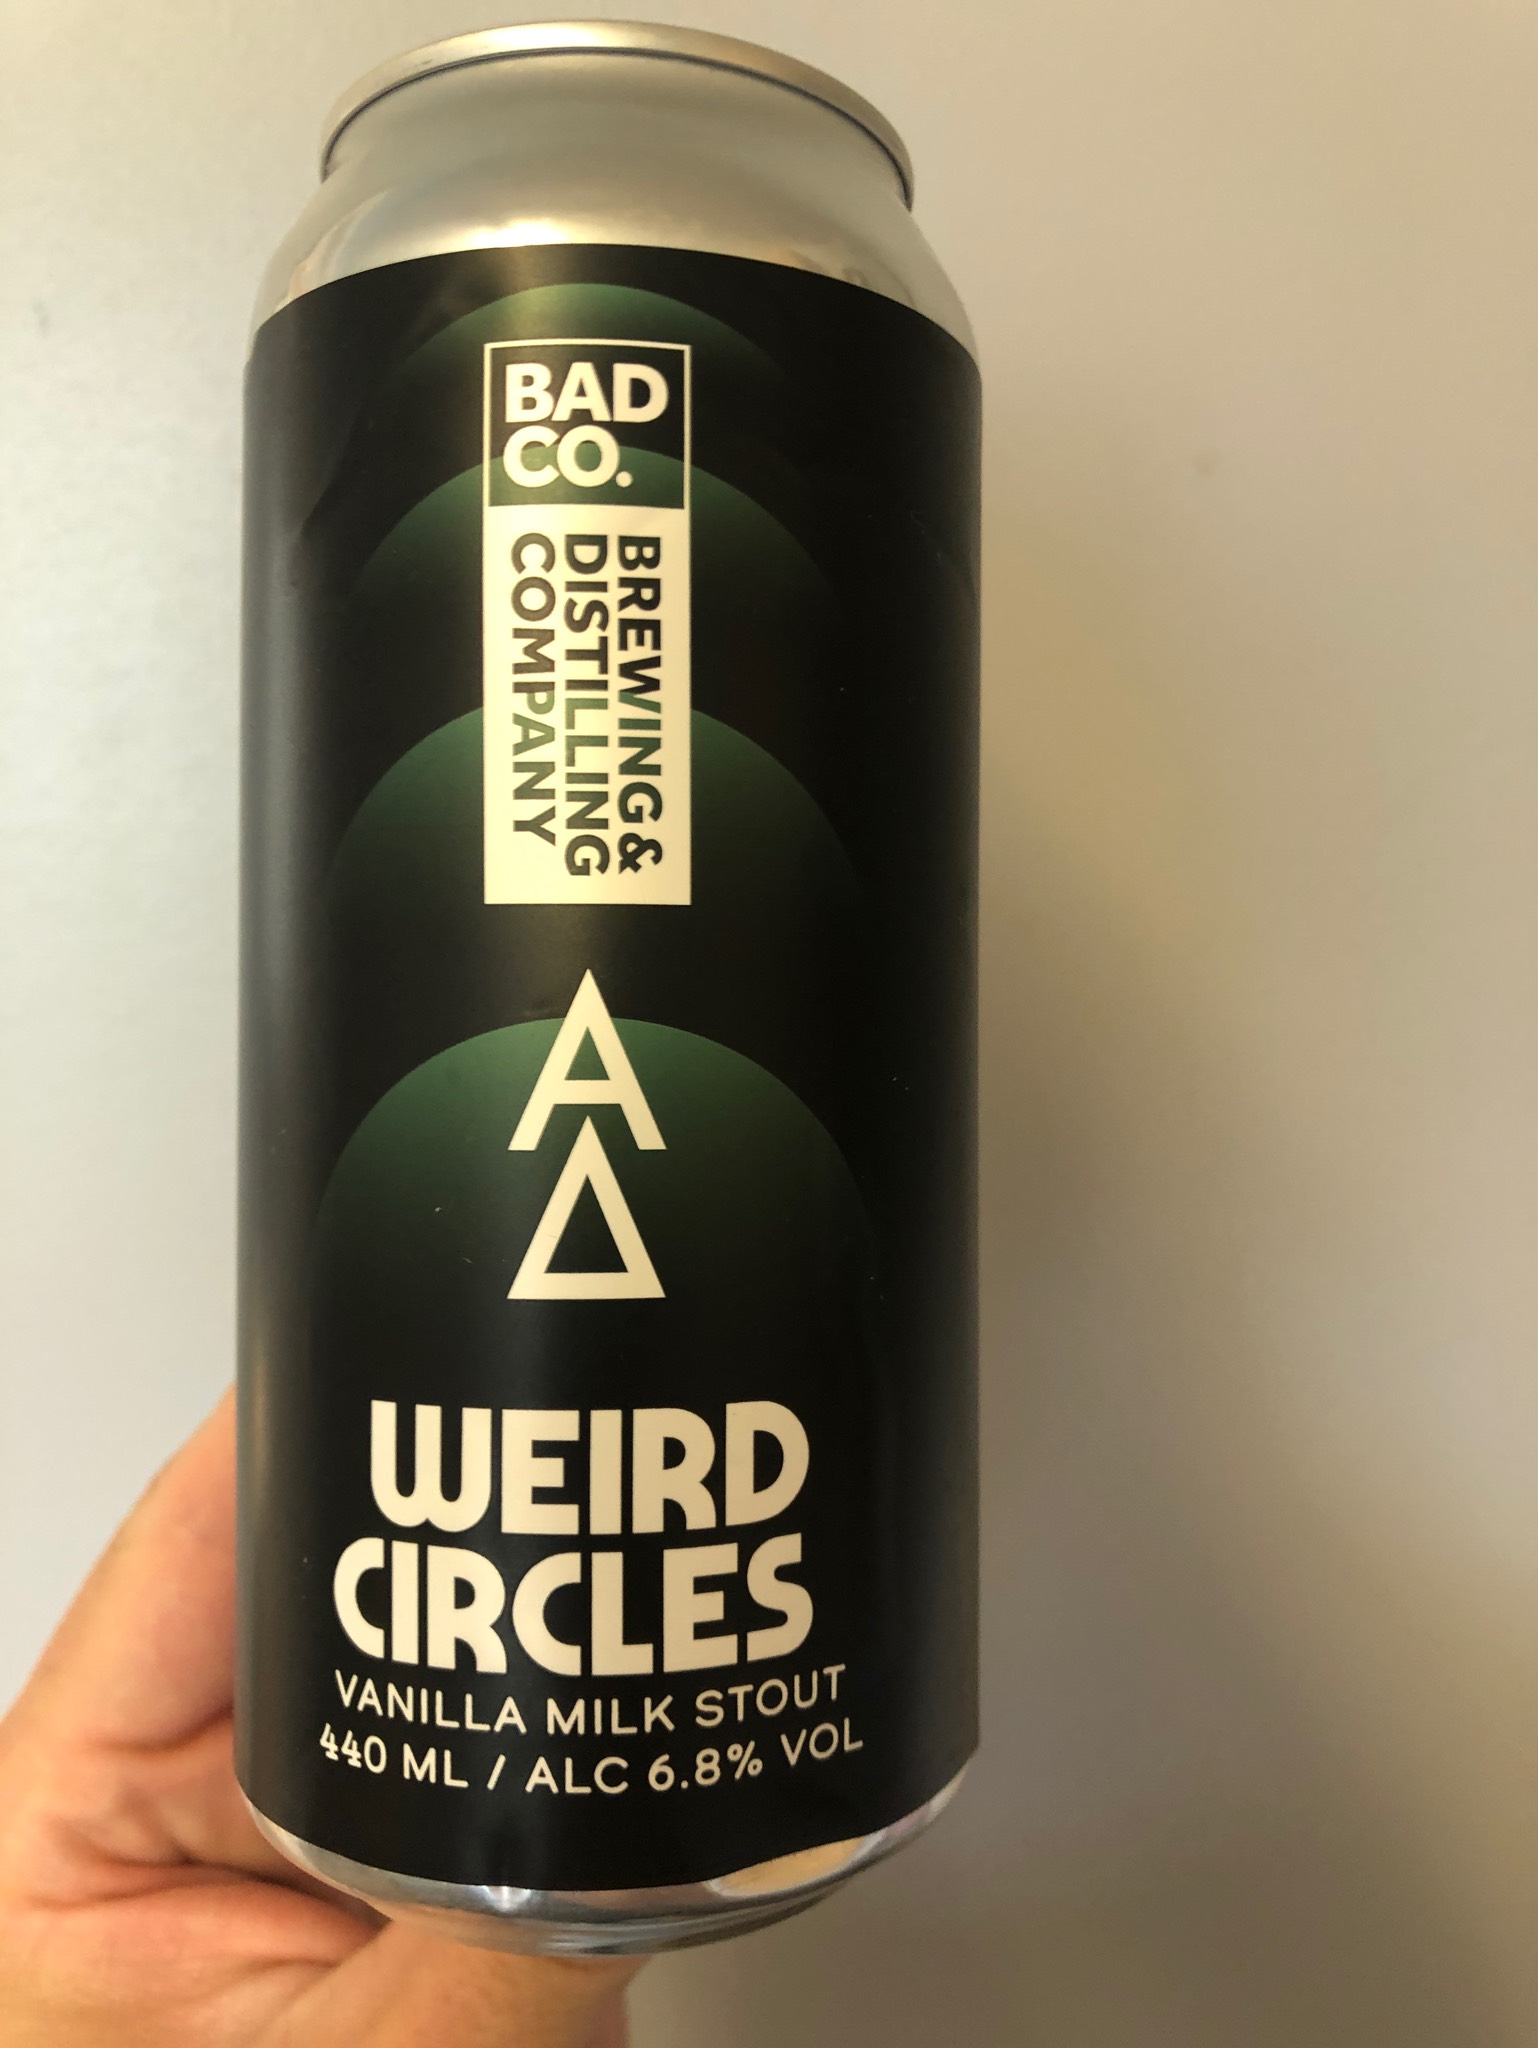 BAD
CO.
BREWING &
DISTILLING
COMPANY
WEIRD
CIRCLES
VANILLA MILK STOUT
440 ML / ALC 6.8% VOL